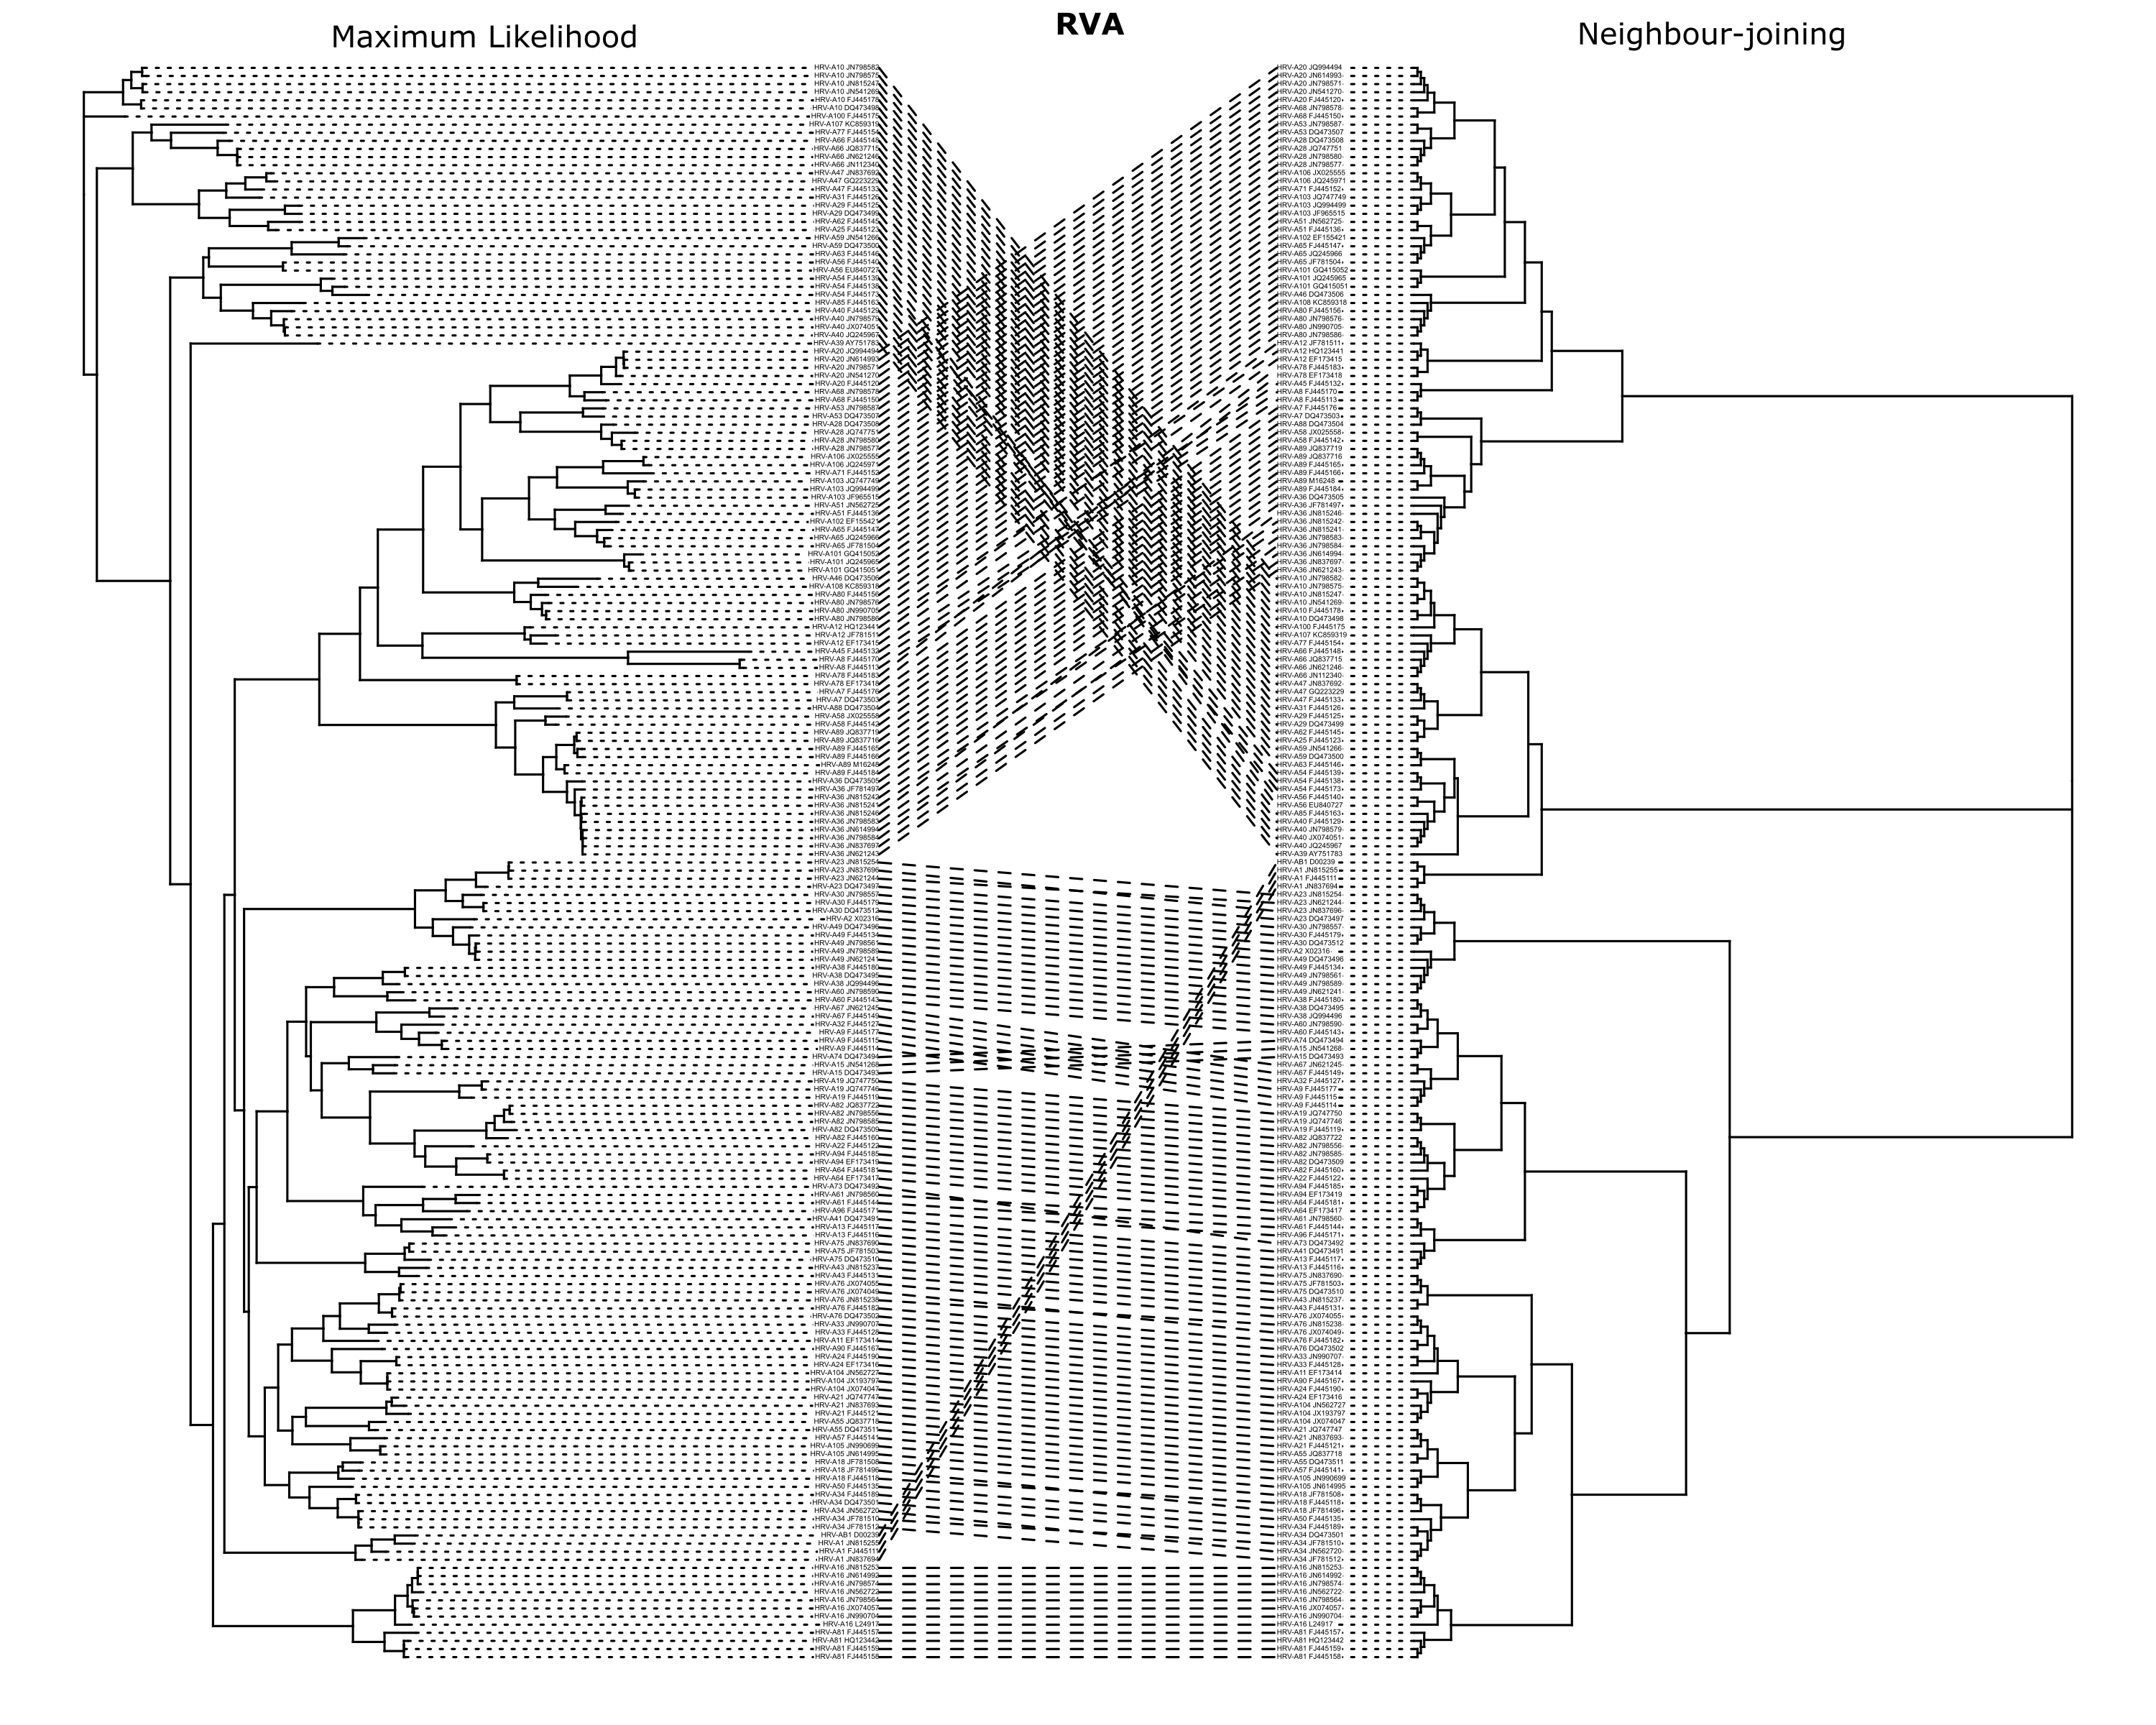 RVA
Maximum Likelihood
HRV-A10 JN798582
HRV-A10 JN798575
HRV-A10 JN815247
HRV-A10 JN541269
HRV-A10 FJ445178
HRV-A10 DQ473498
HRV-A100 FJ445175
HRV-A107 KC859319
HRV-A77 FJ445154
HRV-A66 FJ445148
HRV-A66 JQ837715
HRV-A66 JN621246
HRV-A66 JN112340
HRV-A47 JN837692
HRV-A47 GQ223229
HRV-A47 FJ445133
HRV-A31 FJ445126
HRV-A29 FJ445125
HRV-A29 DQ473499
HRV-A62 FJ445145
HRV-A25 FJ445123
HRV-A59 JN541266
HRV-A59 DQ473500
HRV-A63 FJ445146
HRV-A56 FJ445140
HRV-A56 EU840727
HRV-A54 FJ445139
HRV-A54 FJ445138
HRV-A54 FJ445173
HRV-A85 FJ445163
HRV-A40 FJ445129
HRV-A40 JN798579
HRV-A40 JX074051
HRV-A40 JQ245967
HRV-A39 AY751783
HRV-A20 JQ994494
HRV-A20 JN614993
HRV-A20 JN798571
HRV-A20 JN541270
HRV-A20 FJ445120
HRV-A68 JN798578
HRV-A68 FJ445150
HRV-A53 JN798587
HRV-A53 DQ473507
HRV-A28 DQ473508
HRV-A28 JQ747751
HRV-A28 JN798580
HRV-A28 JN798577
HRV-A106 JX025555
HRV-A106 JQ245971
HRV-A71 FJ445152
HRV-A103 JQ747749
HRV-A103 JQ994499
HRV-A103 JF965515
HRV-A51 JN562725
HRV-A51 FJ445136
HRV-A102 EF155421
HRV-A65 FJ445147
HRV-A65 JQ245966
HRV-A65 JF781504
HRV-A101 GQ415052
HRV-A101 JQ245965
HRV-A101 GQ415051
HRV-A46 DQ473506
HRV-A108 KC859318
HRV-A80 FJ445156
HRV-A80 JN798576
HRV-A80 JN990705
HRV-A80 JN798586
HRV-A12 HQ123441
HRV-A12 JF781511
HRV-A12 EF173415
HRV-A45 FJ445132
HRV-A8 FJ445170
HRV-A8 FJ445113
HRV-A78 FJ445183
HRV-A78 EF173418
HRV-A7 FJ445176
HRV-A7 DQ473503
HRV-A88 DQ473504
HRV-A58 JX025558
HRV-A58 FJ445142
HRV-A89 JQ837719
HRV-A89 JQ837716
HRV-A89 FJ445165
HRV-A89 FJ445166
HRV-A89 M16248
HRV-A89 FJ445184
HRV-A36 DQ473505
HRV-A36 JF781497
HRV-A36 JN815242
HRV-A36 JN815241
HRV-A36 JN815246
HRV-A36 JN798583
HRV-A36 JN614994
HRV-A36 JN798584
HRV-A36 JN837697
HRV-A36 JN621243
HRV-A23 JN815254
HRV-A23 JN837696
HRV-A23 JN621244
HRV-A23 DQ473497
HRV-A30 JN798557
HRV-A30 FJ445179
HRV-A30 DQ473512
HRV-A2 X02316
HRV-A49 DQ473496
HRV-A49 FJ445134
HRV-A49 JN798561
HRV-A49 JN798589
HRV-A49 JN621241
HRV-A38 FJ445180
HRV-A38 DQ473495
HRV-A38 JQ994496
HRV-A60 JN798590
HRV-A60 FJ445143
HRV-A67 JN621245
HRV-A67 FJ445149
HRV-A32 FJ445127
HRV-A9 FJ445177
HRV-A9 FJ445115
HRV-A9 FJ445114
HRV-A74 DQ473494
HRV-A15 JN541268
HRV-A15 DQ473493
HRV-A19 JQ747750
HRV-A19 JQ747746
HRV-A19 FJ445119
HRV-A82 JQ837722
HRV-A82 JN798556
HRV-A82 JN798585
HRV-A82 DQ473509
HRV-A82 FJ445160
HRV-A22 FJ445122
HRV-A94 FJ445185
HRV-A94 EF173419
HRV-A64 FJ445181
HRV-A64 EF173417
HRV-A73 DQ473492
HRV-A61 JN798560
HRV-A61 FJ445144
HRV-A96 FJ445171
HRV-A41 DQ473491
HRV-A13 FJ445117
HRV-A13 FJ445116
HRV-A75 JN837690
HRV-A75 JF781503
HRV-A75 DQ473510
HRV-A43 JN815237
HRV-A43 FJ445131
HRV-A76 JX074055
HRV-A76 JX074049
HRV-A76 JN815238
HRV-A76 FJ445182
HRV-A76 DQ473502
HRV-A33 JN990707
HRV-A33 FJ445128
HRV-A11 EF173414
HRV-A90 FJ445167
HRV-A24 FJ445190
HRV-A24 EF173416
HRV-A104 JN562727
HRV-A104 JX193797
HRV-A104 JX074047
HRV-A21 JQ747747
HRV-A21 JN837693
HRV-A21 FJ445121
HRV-A55 JQ837718
HRV-A55 DQ473511
HRV-A57 FJ445141
HRV-A105 JN990699
HRV-A105 JN614995
HRV-A18 JF781508
HRV-A18 JF781496
HRV-A18 FJ445118
HRV-A50 FJ445135
HRV-A34 FJ445189
HRV-A34 DQ473501
HRV-A34 JN562720
HRV-A34 JF781510
HRV-A34 JF781512
HRV-AB1 D00239
HRV-A1 JN815255
HRV-A1 FJ445111
HRV-A1 JN837694
HRV-A16 JN815253
HRV-A16 JN614992
HRV-A16 JN798574
HRV-A16 JN562722
HRV-A16 JN798564
HRV-A16 JX074057
HRV-A16 JN990704
HRV-A16 L24917
HRV-A81 FJ445157
HRV-A81 HQ123442
HRV-A81 FJ445159
HRV-A81 FJ445158
Neighbour-joining
HRV-A20 JQ994494
HRV-A20 JN614993
HRV-A20 JN798571
HRV-A20 JN541270
HRV-A20 FJ445120
HRV-A68 JN798578
HRV-A68 FJ445150
HRV-A53 JN798587
HRV-A53 DQ473507
HRV-A28 DQ473508
HRV-A28 JQ747751
HRV-A28 JN798580
HRV-A28 JN798577
HRV-A106 JX025555
HRV-A106 JQ245971
HRV-A71 FJ445152
HRV-A103 JQ747749
HRV-A103 JQ994499
HRV-A103 JF965515
HRV-A51 JN562725
HRV-A51 FJ445136
HRV-A102 EF155421
HRV-A65 FJ445147
HRV-A65 JQ245966
HRV-A65 JF781504
HRV-A101 GQ415052
HRV-A101 JQ245965
HRV-A101 GQ415051
HRV-A46 DQ473506
HRV-A108 KC859318
HRV-A80 FJ445156
HRV-A80 JN798576
HRV-A80 JN990705
HRV-A80 JN798586
HRV-A12 JF781511
HRV-A12 HQ123441
HRV-A12 EF173415
HRV-A78 FJ445183
HRV-A78 EF173418
HRV-A45 FJ445132
HRV-A8 FJ445170
HRV-A8 FJ445113
HRV-A7 FJ445176
HRV-A7 DQ473503
HRV-A88 DQ473504
HRV-A58 JX025558
HRV-A58 FJ445142
HRV-A89 JQ837719
HRV-A89 JQ837716
HRV-A89 FJ445165
HRV-A89 FJ445166
HRV-A89 M16248
HRV-A89 FJ445184
HRV-A36 DQ473505
HRV-A36 JF781497
HRV-A36 JN815246
HRV-A36 JN815242
HRV-A36 JN815241
HRV-A36 JN798583
HRV-A36 JN798584
HRV-A36 JN614994
HRV-A36 JN837697
HRV-A36 JN621243
HRV-A10 JN798582
HRV-A10 JN798575
HRV-A10 JN815247
HRV-A10 JN541269
HRV-A10 FJ445178
HRV-A10 DQ473498
HRV-A100 FJ445175
HRV-A107 KC859319
HRV-A77 FJ445154
HRV-A66 FJ445148
HRV-A66 JQ837715
HRV-A66 JN621246
HRV-A66 JN112340
HRV-A47 JN837692
HRV-A47 GQ223229
HRV-A47 FJ445133
HRV-A31 FJ445126
HRV-A29 FJ445125
HRV-A29 DQ473499
HRV-A62 FJ445145
HRV-A25 FJ445123
HRV-A59 JN541266
HRV-A59 DQ473500
HRV-A63 FJ445146
HRV-A54 FJ445139
HRV-A54 FJ445138
HRV-A54 FJ445173
HRV-A56 FJ445140
HRV-A56 EU840727
HRV-A85 FJ445163
HRV-A40 FJ445129
HRV-A40 JN798579
HRV-A40 JX074051
HRV-A40 JQ245967
HRV-A39 AY751783
HRV-AB1 D00239
HRV-A1 JN815255
HRV-A1 FJ445111
HRV-A1 JN837694
HRV-A23 JN815254
HRV-A23 JN621244
HRV-A23 JN837696
HRV-A23 DQ473497
HRV-A30 JN798557
HRV-A30 FJ445179
HRV-A30 DQ473512
HRV-A2 X02316
HRV-A49 DQ473496
HRV-A49 FJ445134
HRV-A49 JN798561
HRV-A49 JN798589
HRV-A49 JN621241
HRV-A38 FJ445180
HRV-A38 DQ473495
HRV-A38 JQ994496
HRV-A60 JN798590
HRV-A60 FJ445143
HRV-A74 DQ473494
HRV-A15 JN541268
HRV-A15 DQ473493
HRV-A67 JN621245
HRV-A67 FJ445149
HRV-A32 FJ445127
HRV-A9 FJ445177
HRV-A9 FJ445115
HRV-A9 FJ445114
HRV-A19 JQ747750
HRV-A19 JQ747746
HRV-A19 FJ445119
HRV-A82 JQ837722
HRV-A82 JN798556
HRV-A82 JN798585
HRV-A82 DQ473509
HRV-A82 FJ445160
HRV-A22 FJ445122
HRV-A94 FJ445185
HRV-A94 EF173419
HRV-A64 FJ445181
HRV-A64 EF173417
HRV-A61 JN798560
HRV-A61 FJ445144
HRV-A96 FJ445171
HRV-A73 DQ473492
HRV-A41 DQ473491
HRV-A13 FJ445117
HRV-A13 FJ445116
HRV-A75 JN837690
HRV-A75 JF781503
HRV-A75 DQ473510
HRV-A43 JN815237
HRV-A43 FJ445131
HRV-A76 JX074055
HRV-A76 JN815238
HRV-A76 JX074049
HRV-A76 FJ445182
HRV-A76 DQ473502
HRV-A33 JN990707
HRV-A33 FJ445128
HRV-A11 EF173414
HRV-A90 FJ445167
HRV-A24 FJ445190
HRV-A24 EF173416
HRV-A104 JN562727
HRV-A104 JX193797
HRV-A104 JX074047
HRV-A21 JQ747747
HRV-A21 JN837693
HRV-A21 FJ445121
HRV-A55 JQ837718
HRV-A55 DQ473511
HRV-A57 FJ445141
HRV-A105 JN990699
HRV-A105 JN614995
HRV-A18 JF781508
HRV-A18 FJ445118
HRV-A18 JF781496
HRV-A50 FJ445135
HRV-A34 FJ445189
HRV-A34 DQ473501
HRV-A34 JF781510
HRV-A34 JN562720
HRV-A34 JF781512
HRV-A16 JN815253
HRV-A16 JN614992
HRV-A16 JN798574
HRV-A16 JN562722
HRV-A16 JN798564
HRV-A16 JX074057
HRV-A16 JN990704
HRV-A16 L24917
HRV-A81 FJ445157
HRV-A81 HQ123442
HRV-A81 FJ445159
HRV-A81 FJ445158